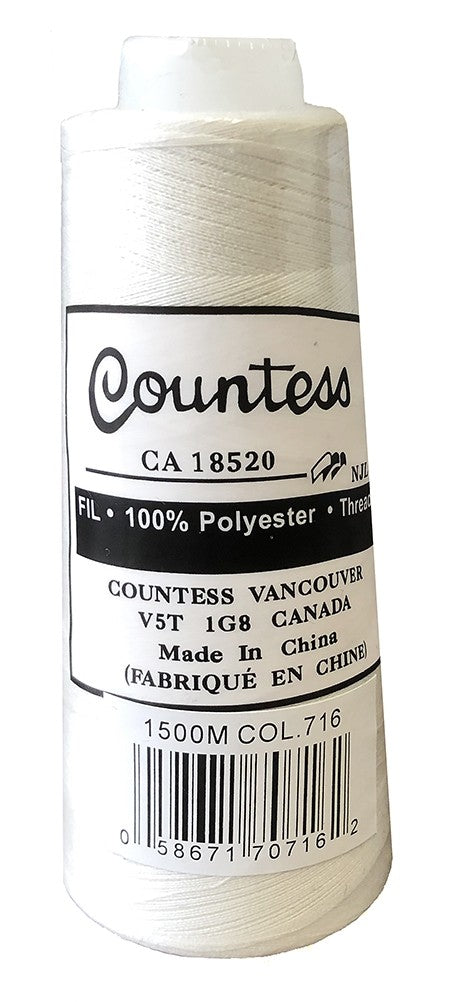 Countess
CA 18520
NJL
FIL • 100% Polyester • Thread
COUNTESS VANCOUVER
V5T 1G8 CANADA
Made In China
(FABRIQUÉ EN CHINE)
1500M COL.716
0 58671 70716 2